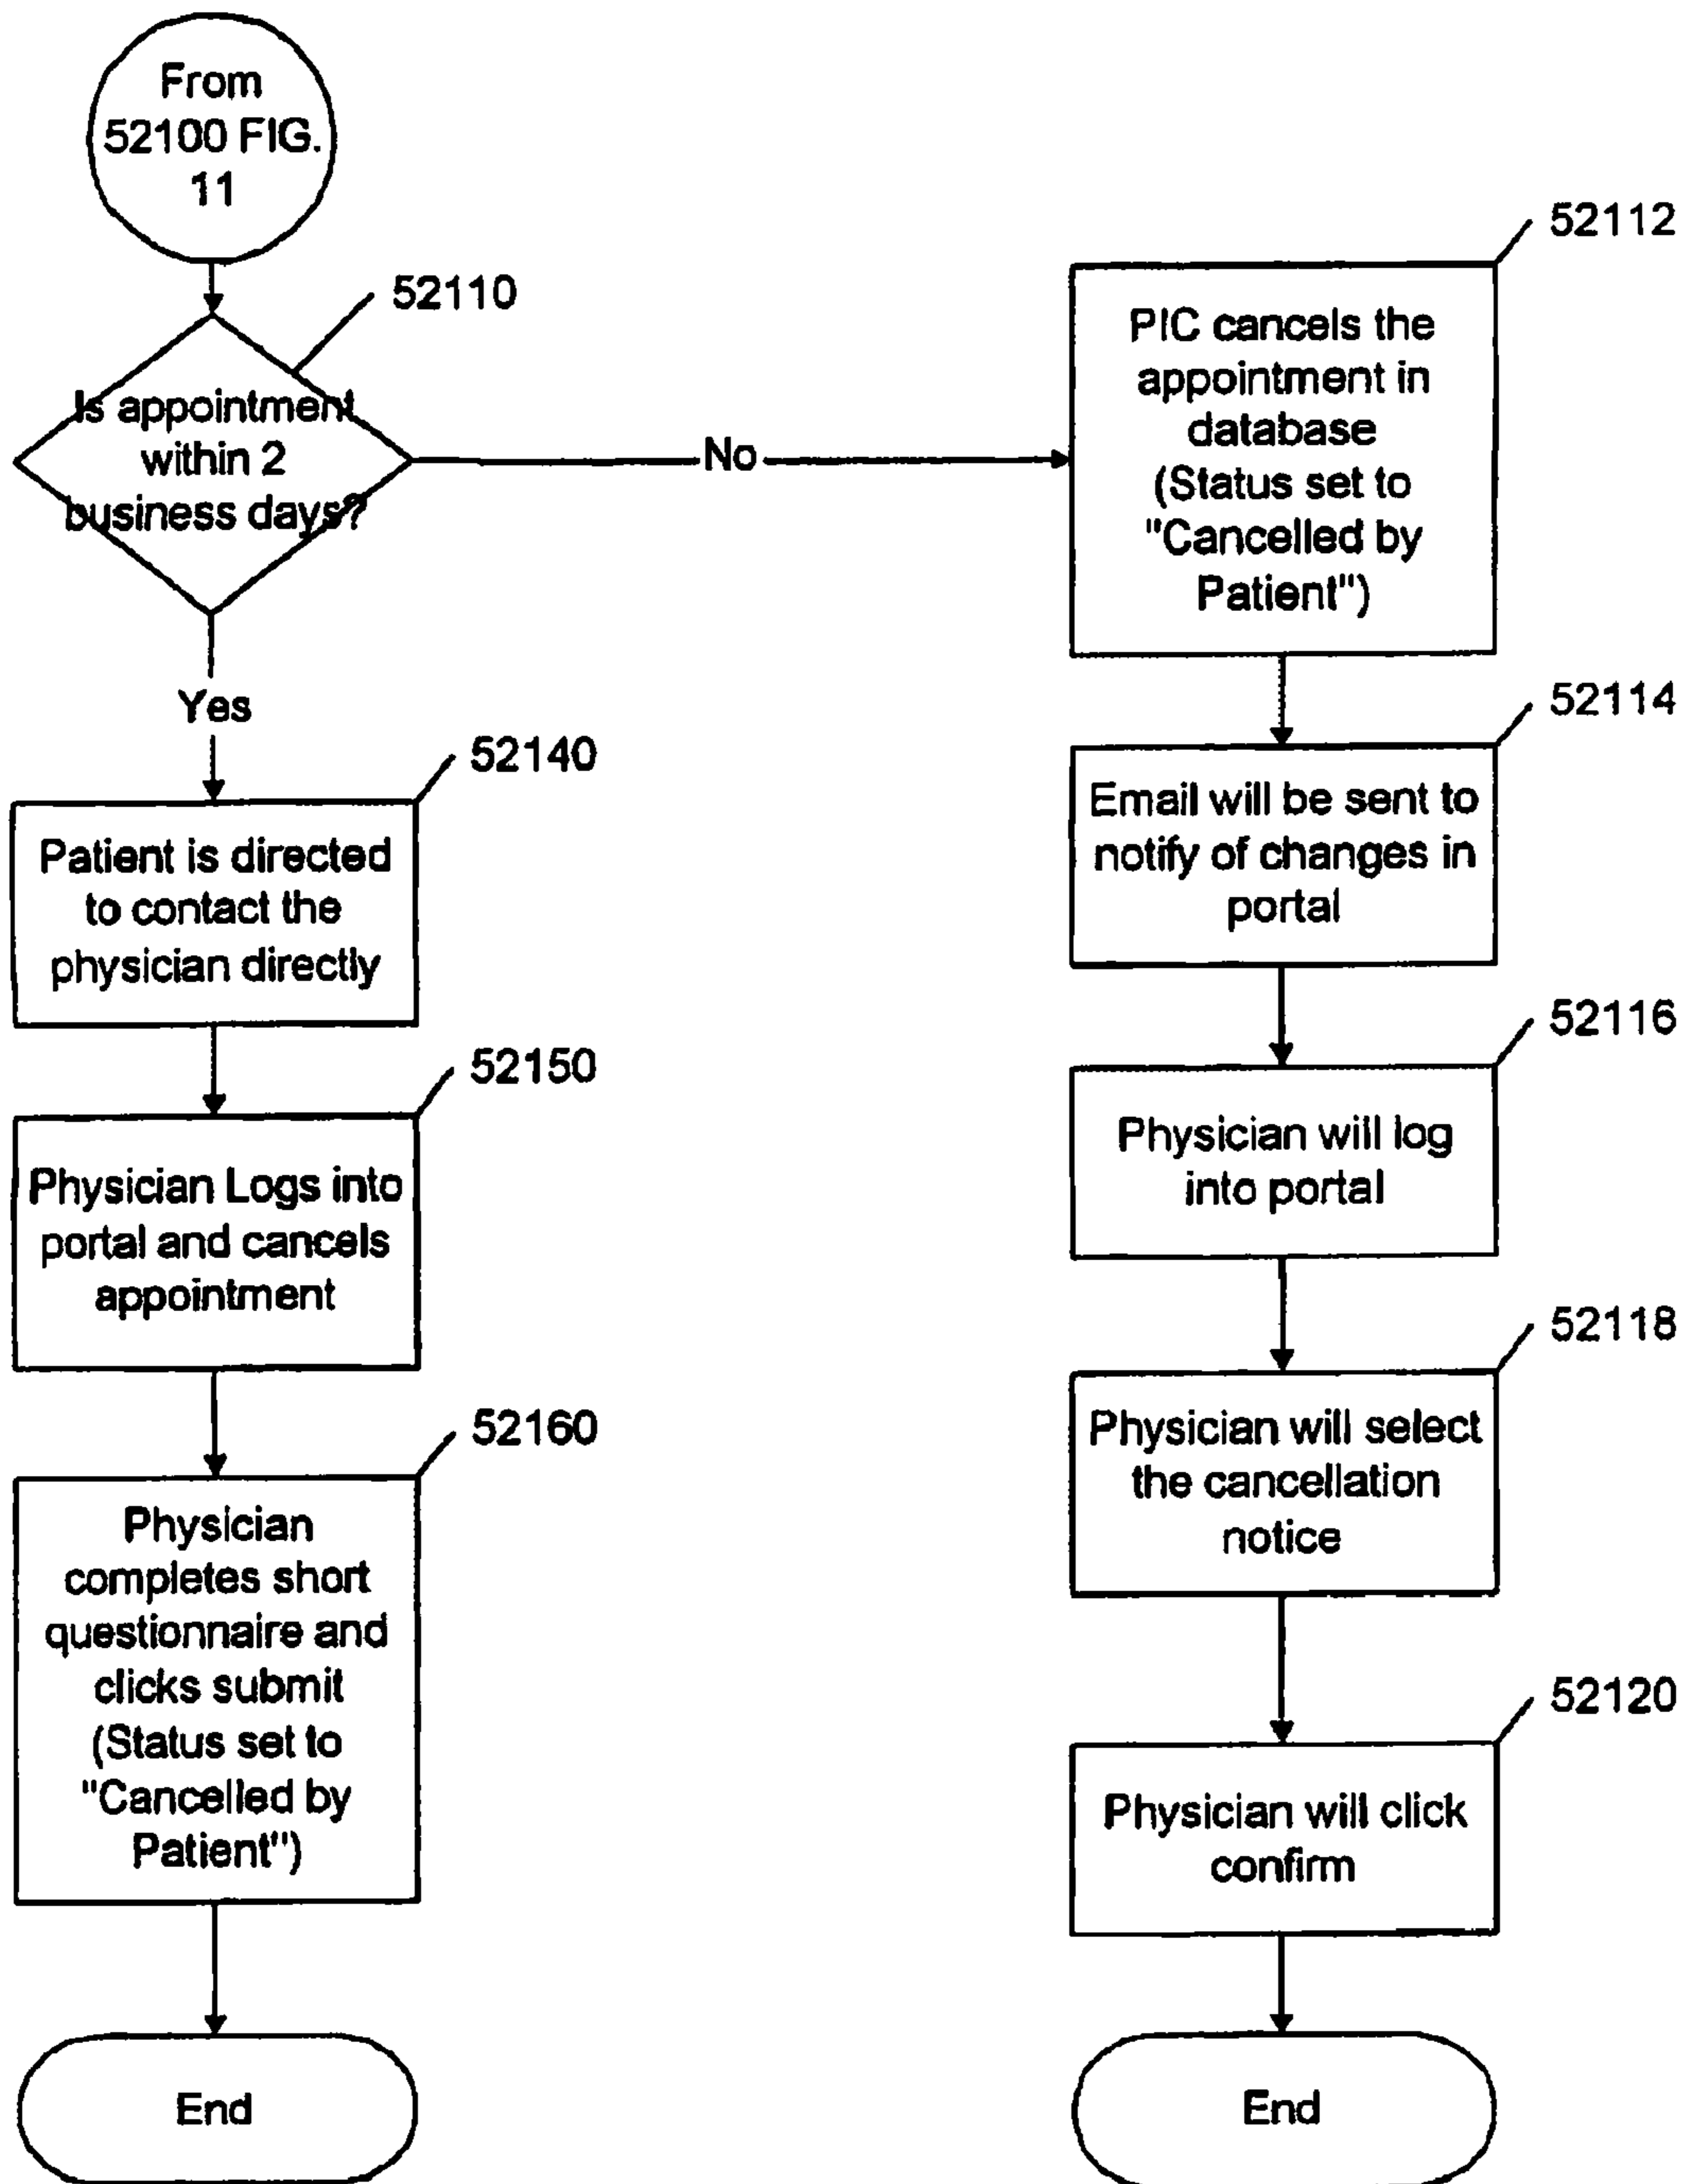 From
52100 FIG.
11
52110
Is appointment
within 2
business days?
No
Yes
52140
Patient is directed
to contact the
physician directly
52150
Physician Logs into
portal and cancels
appointment
52160
Physician
completes short
questionnaire and
clicks submit
(Status set to
"Cancelled by
Patient")
End
52112
PIC cancels the
appointment in
database
(Status set to
"Cancelled by
Patient")
52114
Email will be sent to
notify of changes in
portal
52116
Physician will log
into portal
52118
Physician will select
the cancellation
notice
52120
Physician will click
confirm
End